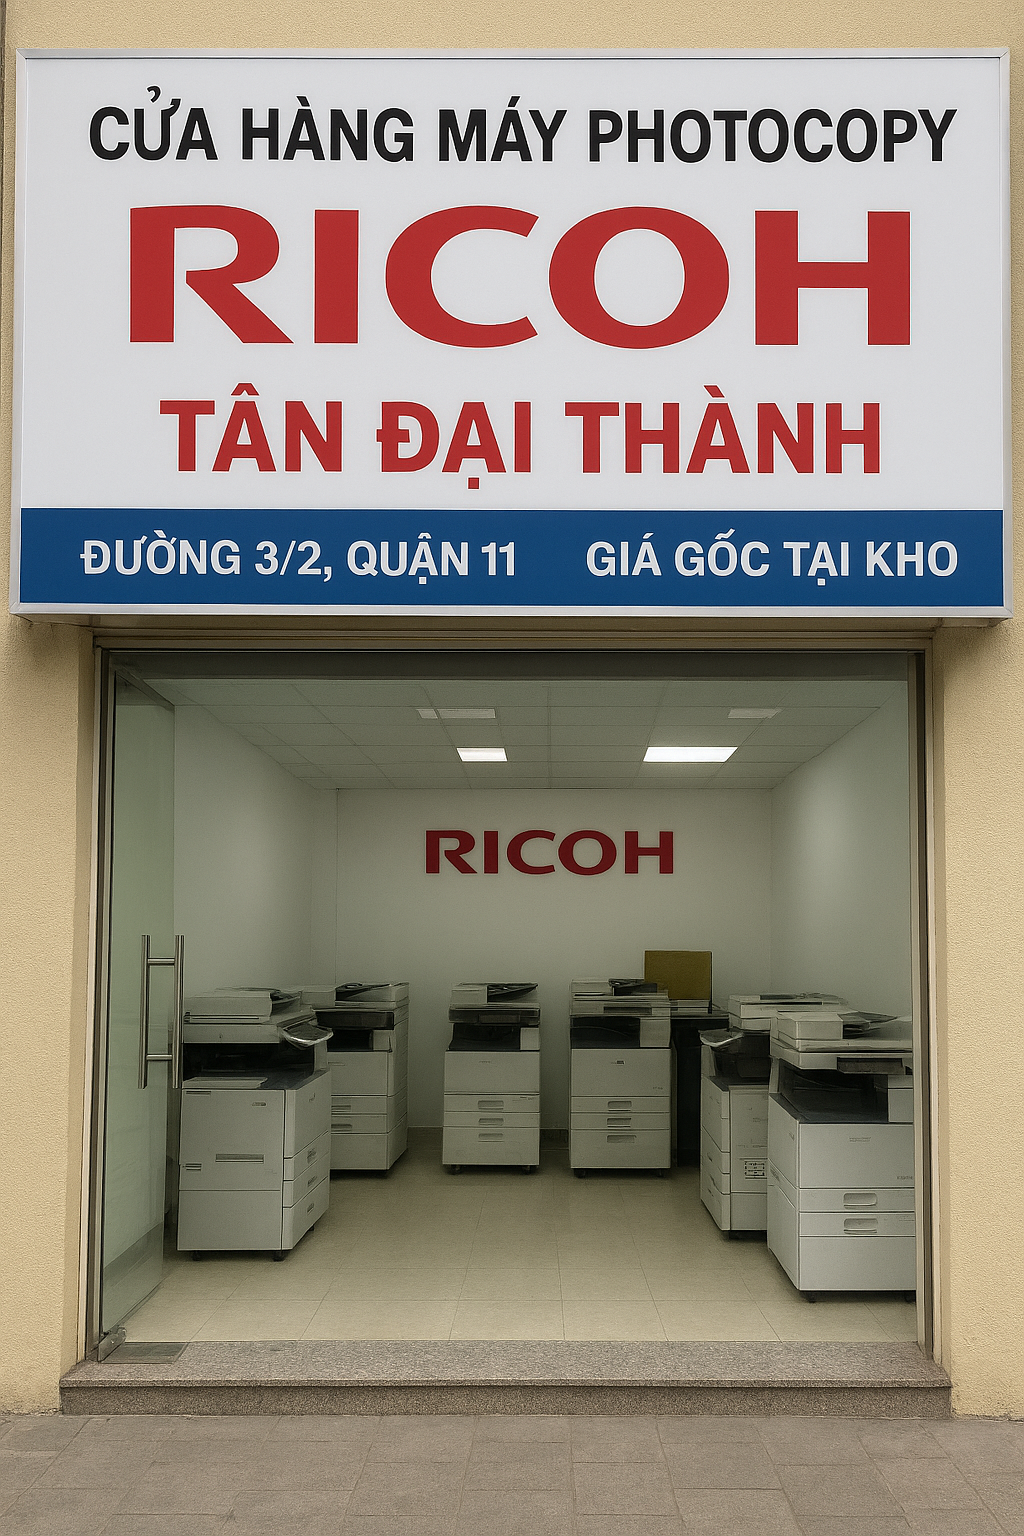 CỬA HÀNG MÁY PHOTOCOPY
RICOH
TÂN ĐẠI THÀNH
ĐƯỜNG 3/2, QUẬN 11 GIÁ GỐC TẠI KHO
RICOH